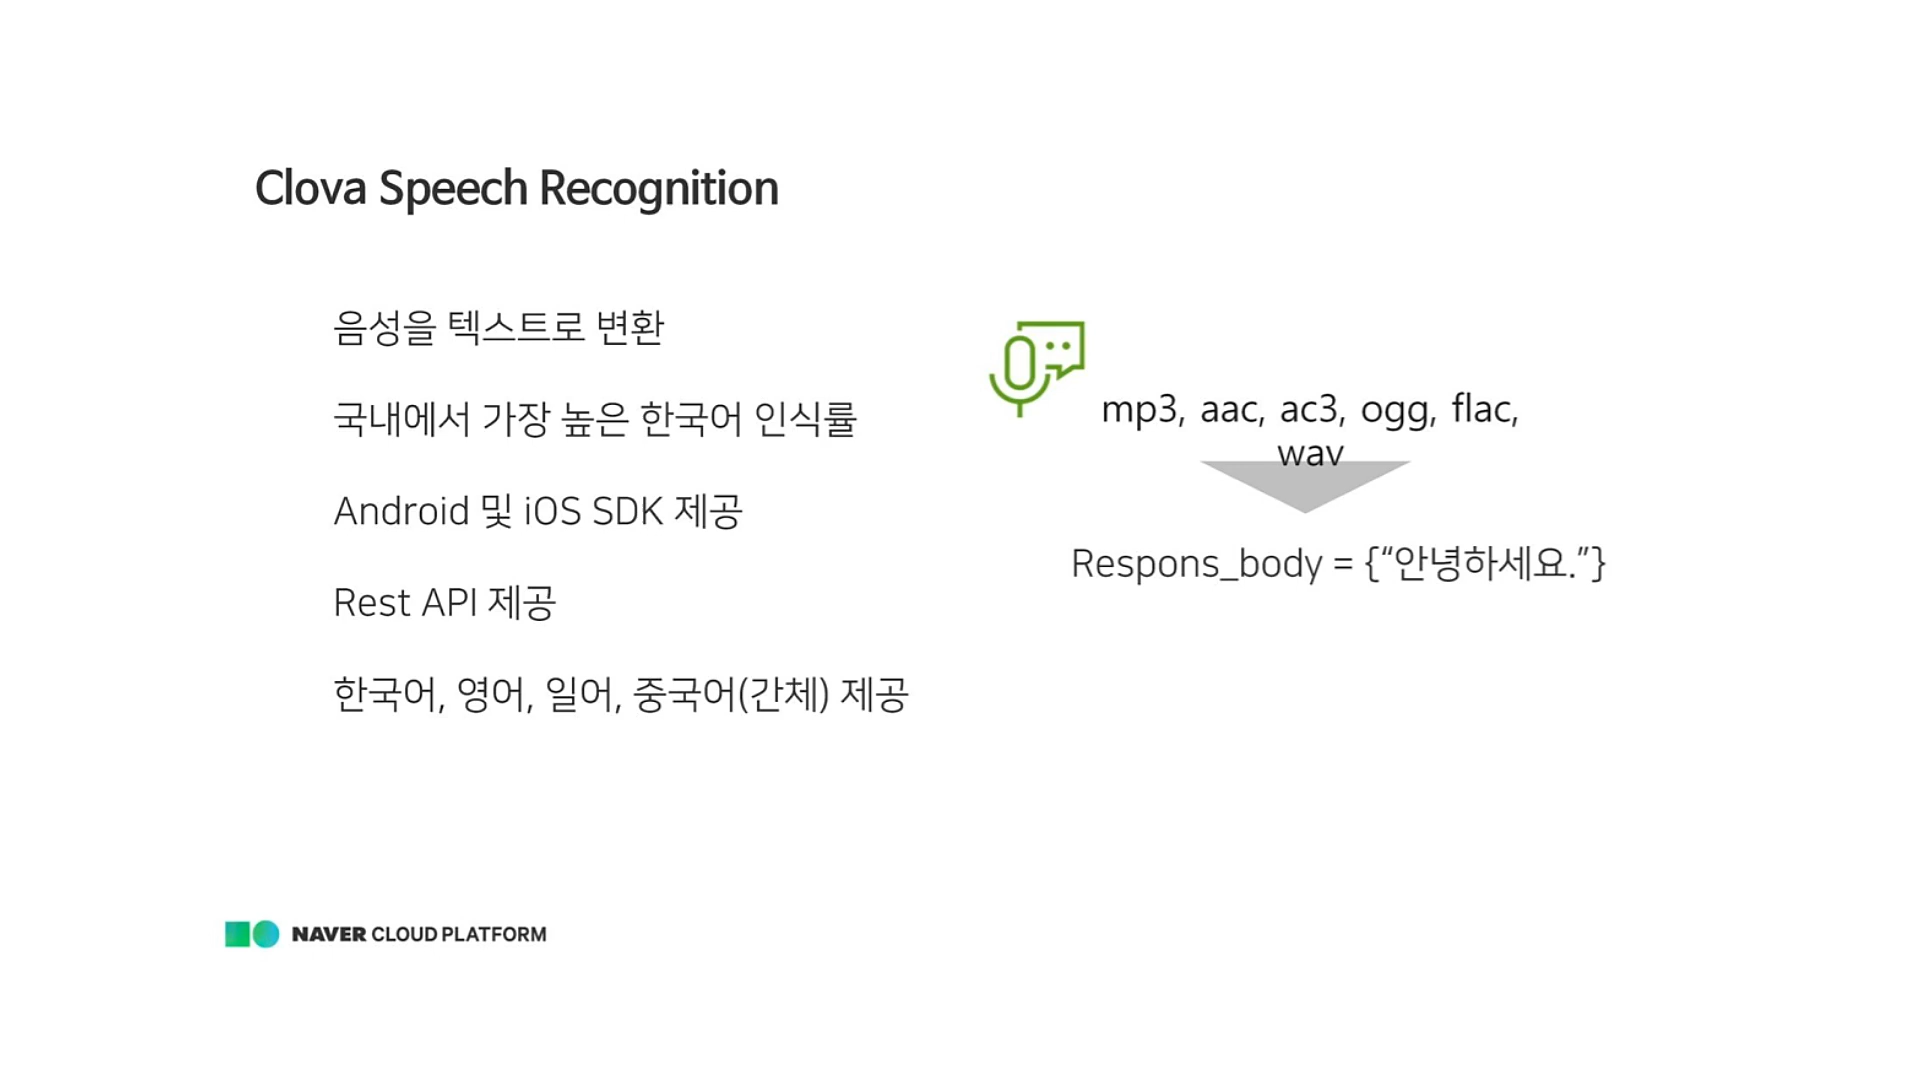 Clova Speech Recognition
음성을 텍스트로 변환
국내에서 가장 높은 한국어 인식률
Android 및 iOS SDK 제공
Rest API 제공
한국어, 영어, 일어, 중국어(간체) 제공
mp3, aac, ac3, ogg, flac,
wav
Respons_body = {“안녕하세요.”}
NAVER CLOUD PLATFORM